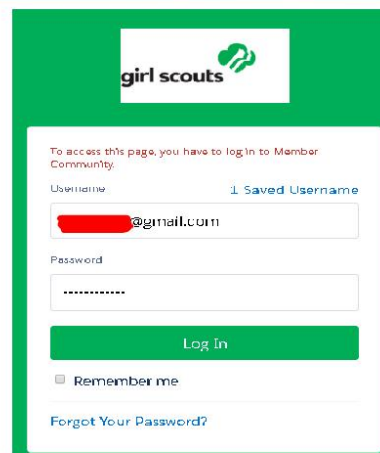 girl scouts
To access this page, you have to log in to Member
Community.
Username
1 Saved Username
@gmail.com
Password
············
Log In
Remember me
Forgot Your Password?